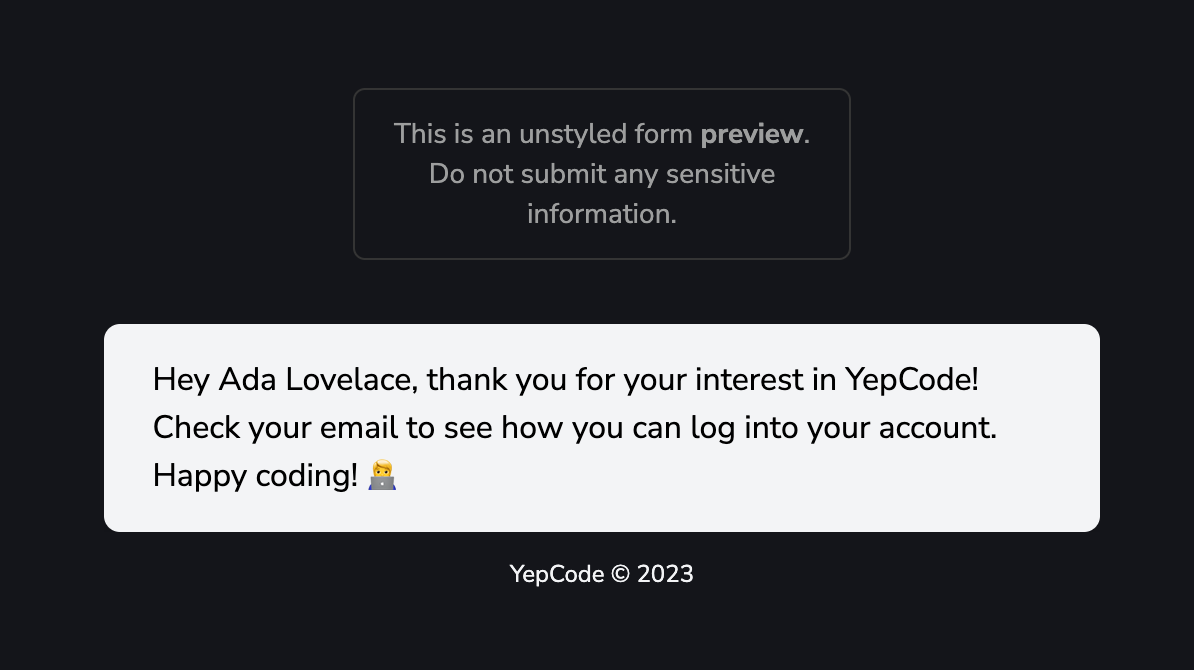 This is an unstyled form preview.
Do not submit any sensitive
information.
Hey Ada Lovelace, thank you for your interest in YepCode!
Check your email to see how you can log into your account.
Happy coding! 🧑‍💻
YepCode © 2023